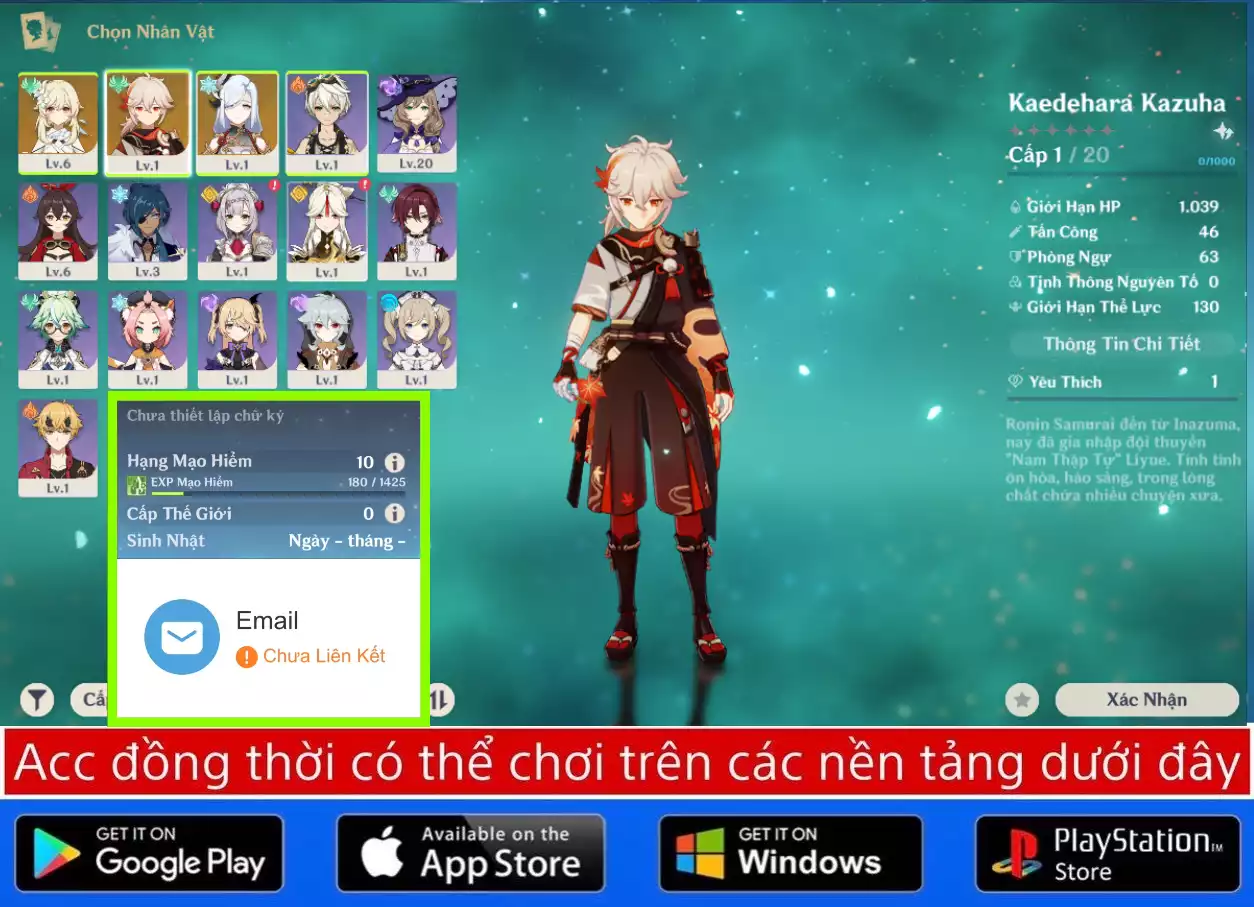 Chọn Nhân Vật
Lv.6
Lv.1
Lv.1
Lv.1
Lv.20
Lv.6
Lv.3
Lv.1
Lv.1
Lv.1
Lv.1
Lv.1
Lv.1
Lv.1
Lv.1
Lv.1
Chưa thiết lập chữ ký
Hạng Mạo Hiểm 10
EXP Mạo Hiểm 180 / 1425
Cấp Thế Giới 0
Sinh Nhật Ngày - tháng -
Email
! Chưa Liên Kết
Kaedehara Kazuha
Cấp 1 / 20
0/1000
Giới Hạn HP 1.039
Tấn Công 46
Phòng Ngự 63
Tinh Thông Nguyên Tố 0
Giới Hạn Thể Lực 130
Thông Tin Chi Tiết
Yêu Thích 1
Ronin Samurai đến từ Inazuma,
nay đã gia nhập đội thuyền
"Nam Thập Tự" Liyue. Tính tình
ôn hòa, hào sảng, trong lòng
chất chứa nhiều chuyện xưa.
Xác Nhận
Acc đồng thời có thể chơi trên các nền tảng dưới đây
GET IT ON
Google Play
Available on the
App Store
GET IT ON
Windows
PlayStation™
Store